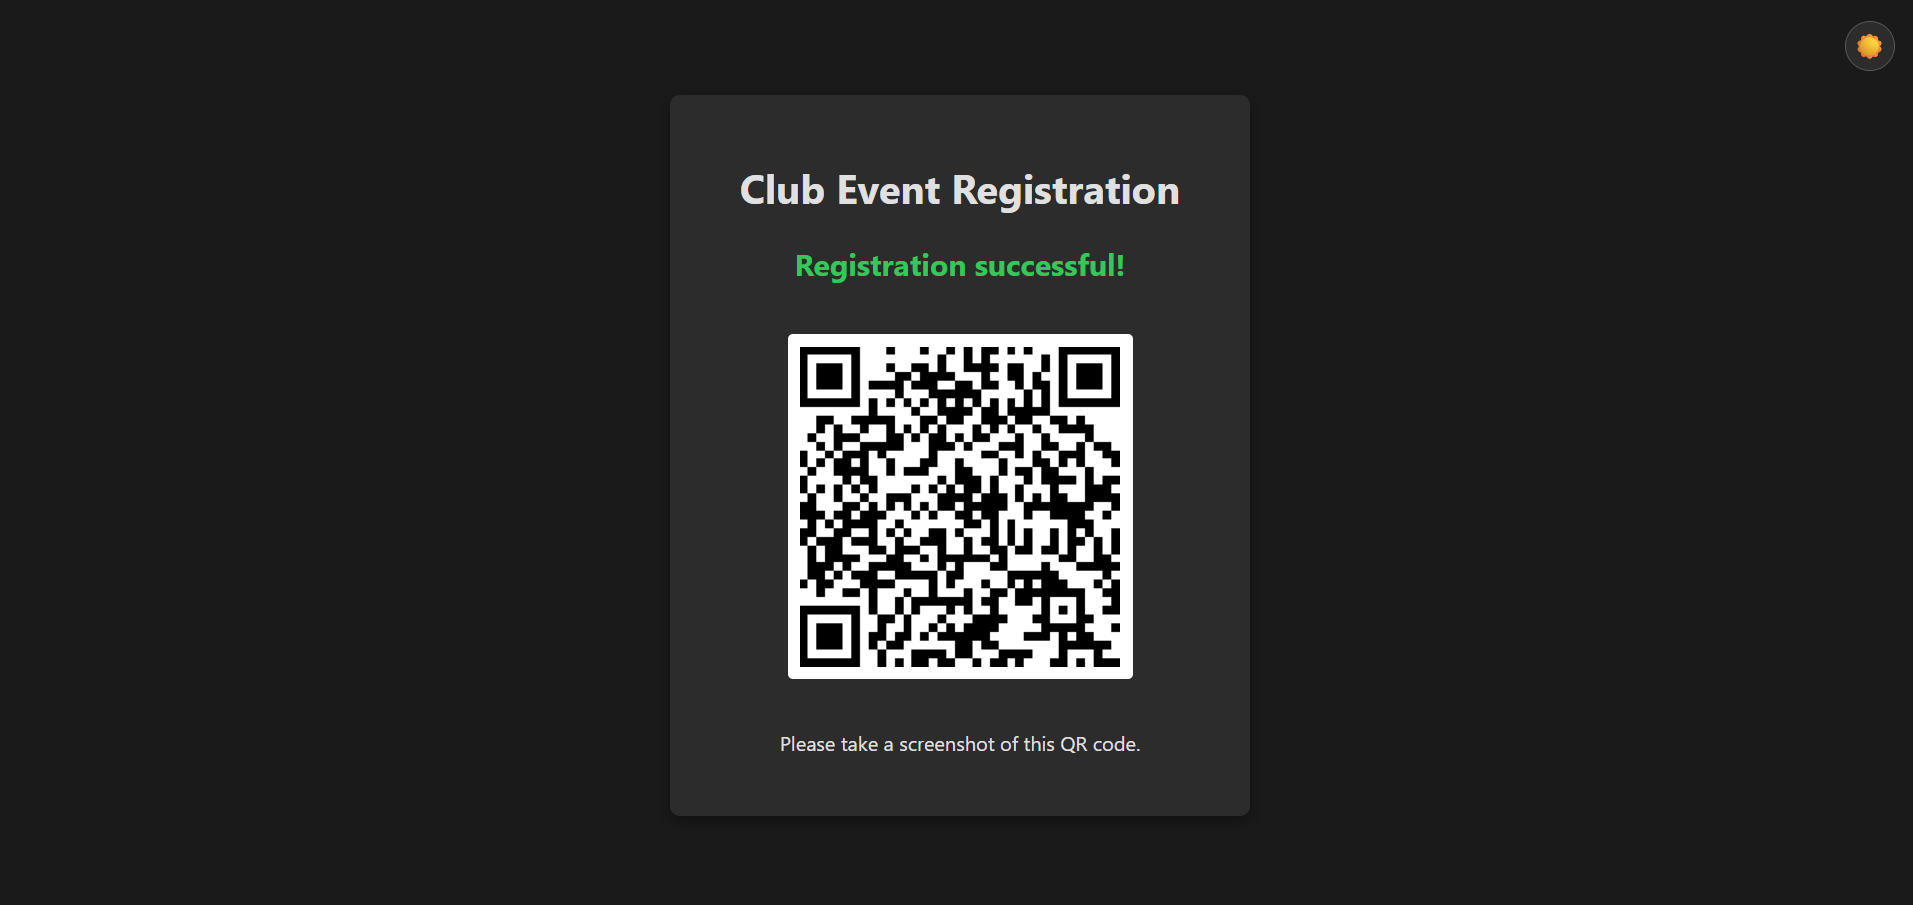 Club Event Registration
Registration successful!
Please take a screenshot of this QR code.